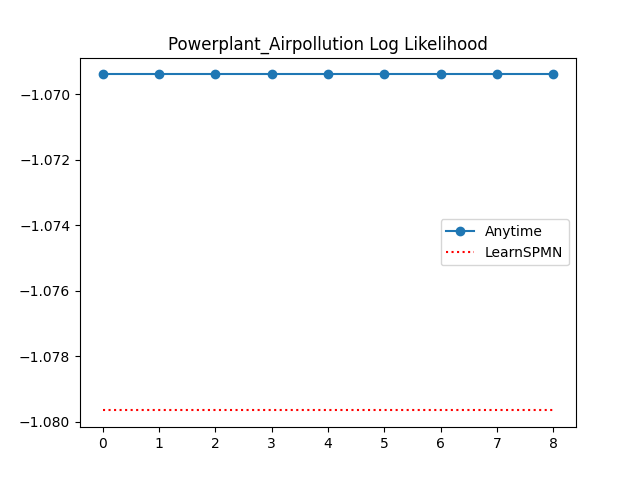 Powerplant_Airpollution Log Likelihood
−1.070
−1.072
−1.074
−1.076
−1.078
−1.080
Anytime
LearnSPMN
0 1 2 3 4 5 6 7 8